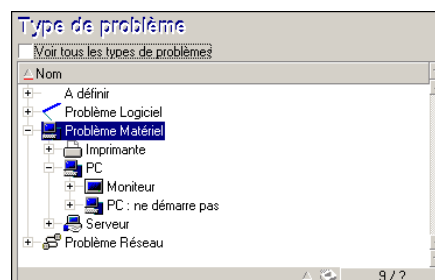 Type de problème
Voir tous les types de problèmes
Nom
A définir
Problème Logiciel
Problème Matériel
Imprimante
PC
Moniteur
PC : ne démarre pas
Serveur
Problème Réseau
9 / ?